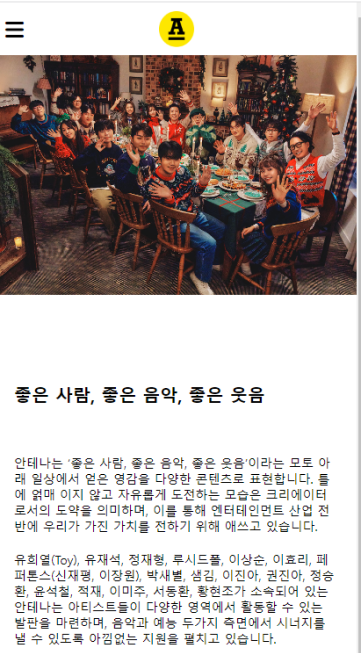 A
좋은 사람, 좋은 음악, 좋은 웃음
안테나는 '좋은 사람, 좋은 음악, 좋은 웃음'이라는 모토 아
래 일상에서 얻은 영감을 다양한 콘텐츠로 표현합니다. 틀
에 얽매 이지 않고 자유롭게 도전하는 모습은 크리에이터
로서의 도약을 의미하며, 이를 통해 엔터테인먼트 산업 전
반에 우리가 가진 가치를 전하기 위해 애쓰고 있습니다.
유희열(Toy), 유재석, 정재형, 루시드폴, 이상순, 이효리, 페
퍼톤스(신재평, 이장원), 박새별, 샘김, 이진아, 권진아, 정승
환, 윤석철, 적재, 이미주, 서동환, 황현조가 소속되어 있는
안테나는 아티스트들이 다양한 영역에서 활동할 수 있는
발판을 마련하며, 음악과 예능 두가지 측면에서 시너지를
낼 수 있도록 아낌없는 지원을 펼치고 있습니다.